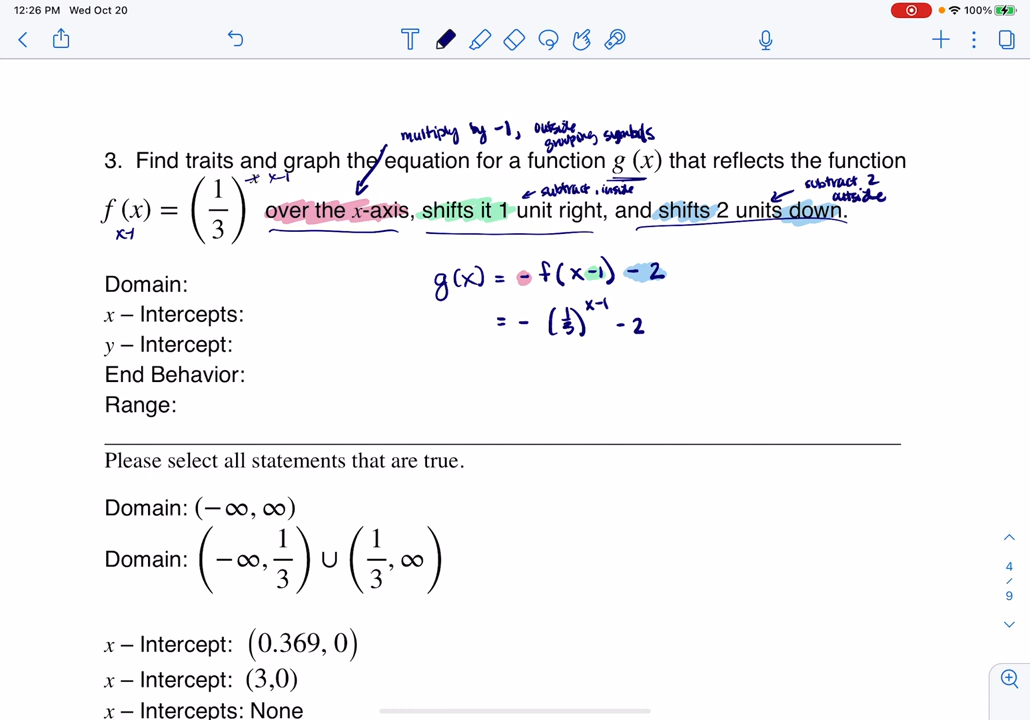 12:26 PM Wed Oct 20
100%
multiply by -1, outside grouping symbols
3. Find traits and graph the equation for a function g (x) that reflects the function
x-1
f (x) = (1/3) over the x-axis, shifts it 1 unit right, and shifts 2 units down.
subtract, inside
subtract 2 outside
x-1
g(x) = - f(x-1) - 2
= - (1/3)^x-1 - 2
Domain:
x – Intercepts:
y – Intercept:
End Behavior:
Range:
Please select all statements that are true.
Domain: (−∞, ∞)
Domain: (−∞, 1/3) ∪ (1/3, ∞)
x – Intercept: (0.369, 0)
x – Intercept: (3,0)
x – Intercepts: None
4
/
9